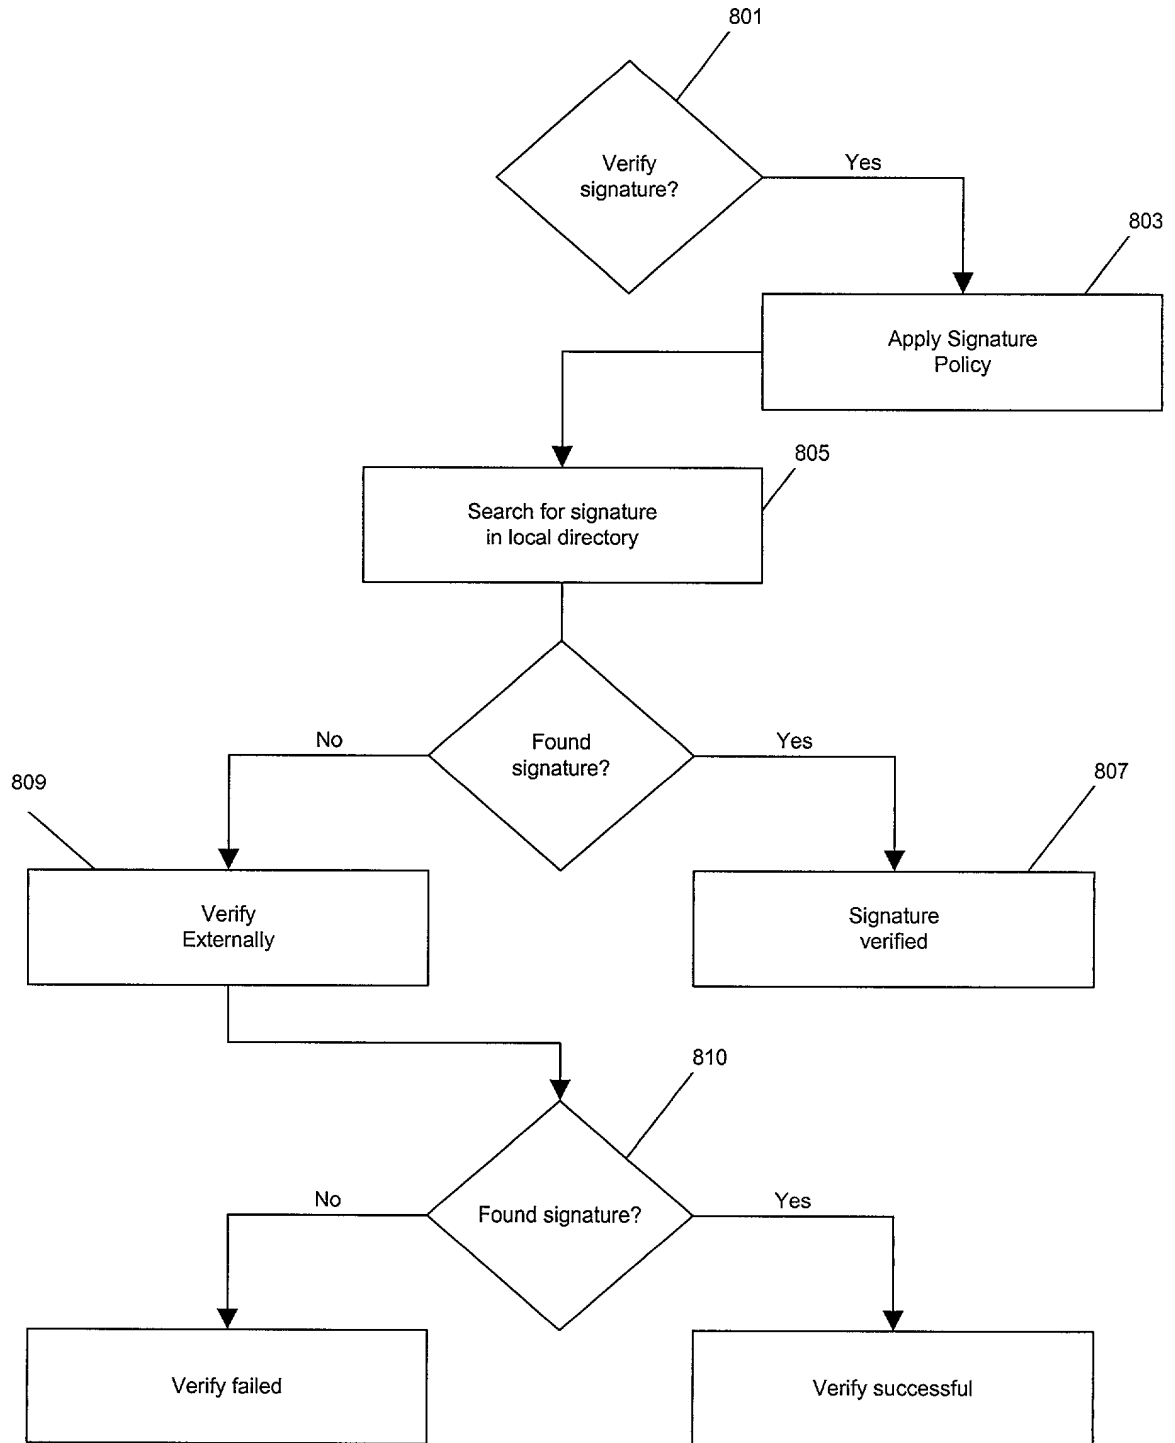 801
Verify
signature?
Yes
803
Apply Signature
Policy
805
Search for signature
in local directory
No
Found
signature?
Yes
809
807
Verify
Externally
Signature
verified
810
No
Found signature?
Yes
Verify failed
Verify successful